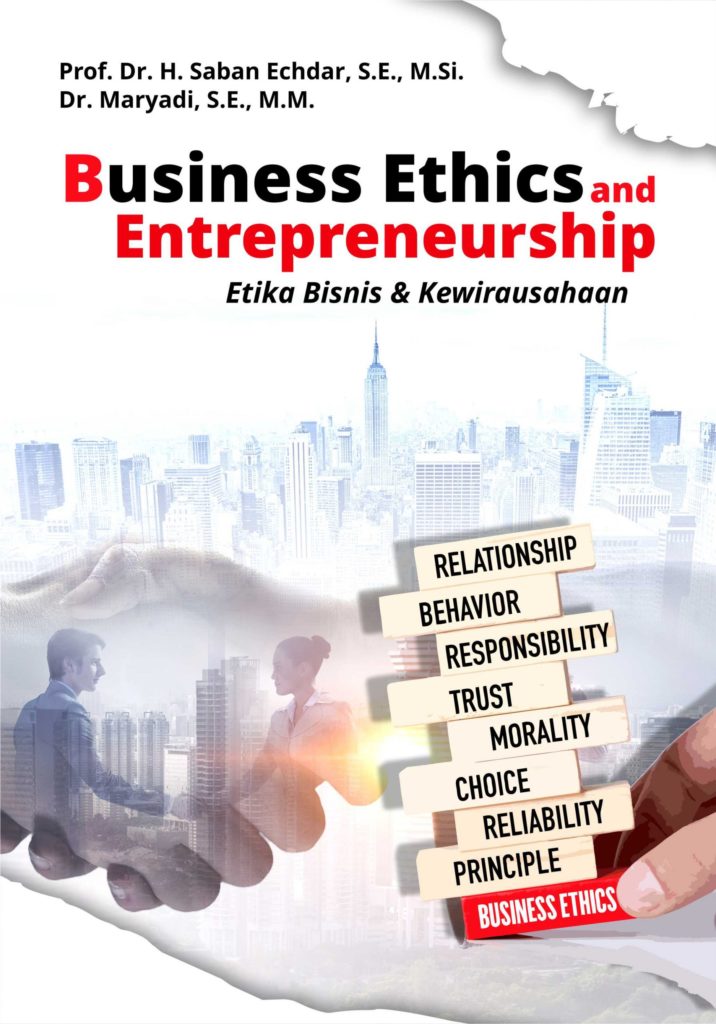 Prof. Dr. H. Saban Echdar, S.E., M.Si.
Dr. Maryadi, S.E., M.M.
Business Ethics and
Entrepreneurship
Etika Bisnis & Kewirausahaan
RELATIONSHIP
BEHAVIOR
RESPONSIBILITY
TRUST
MORALITY
CHOICE
RELIABILITY
PRINCIPLE
BUSINESS ETHICS